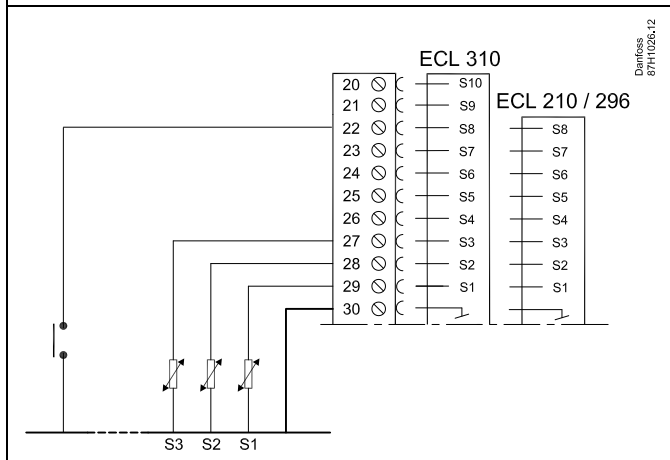 Danfoss
87H1026.12
ECL 310
ECL 210 / 296
20 S10
21 S9
22 S8 S8
23 S7 S7
24 S6 S6
25 S5 S5
26 S4 S4
27 S3 S3
28 S2 S2
29 S1 S1
30
S3 S2 S1